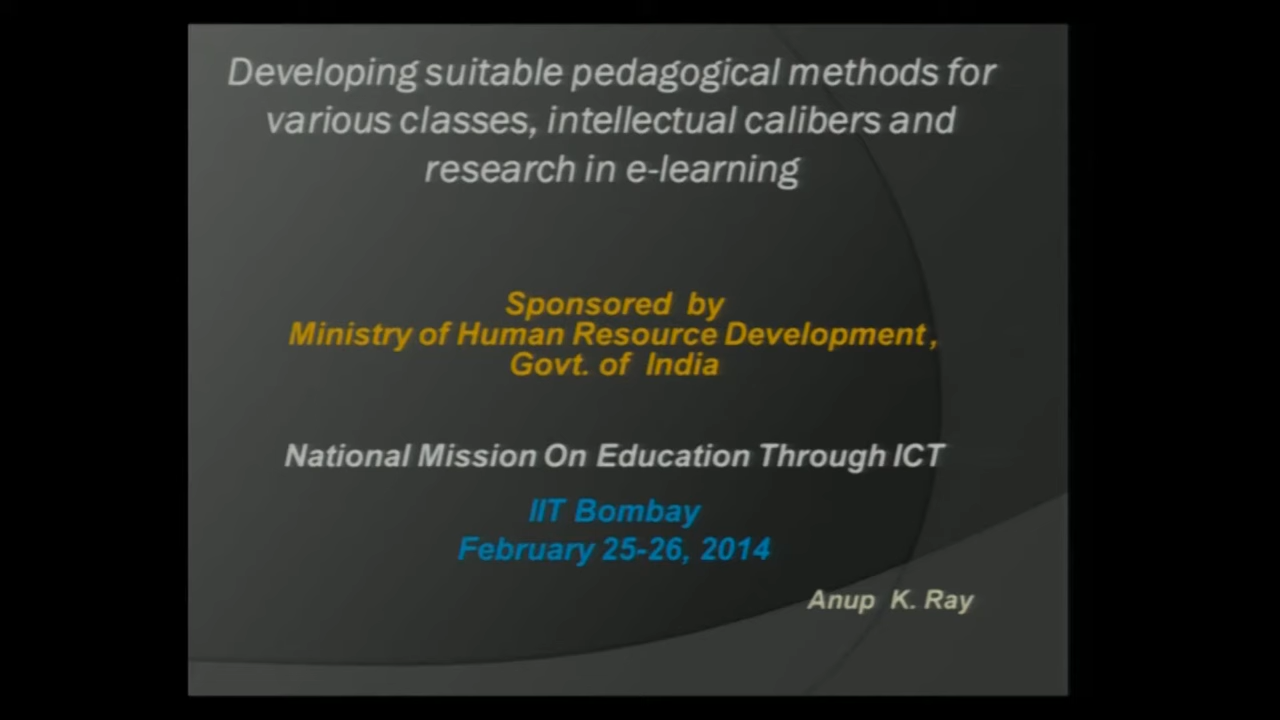 Developing suitable pedagogical methods for
various classes, intellectual calibers and
research in e-learning
Sponsored by
Ministry of Human Resource Development,
Govt. of India
National Mission On Education Through ICT
IIT Bombay
February 25-26, 2014
Anup K. Ray